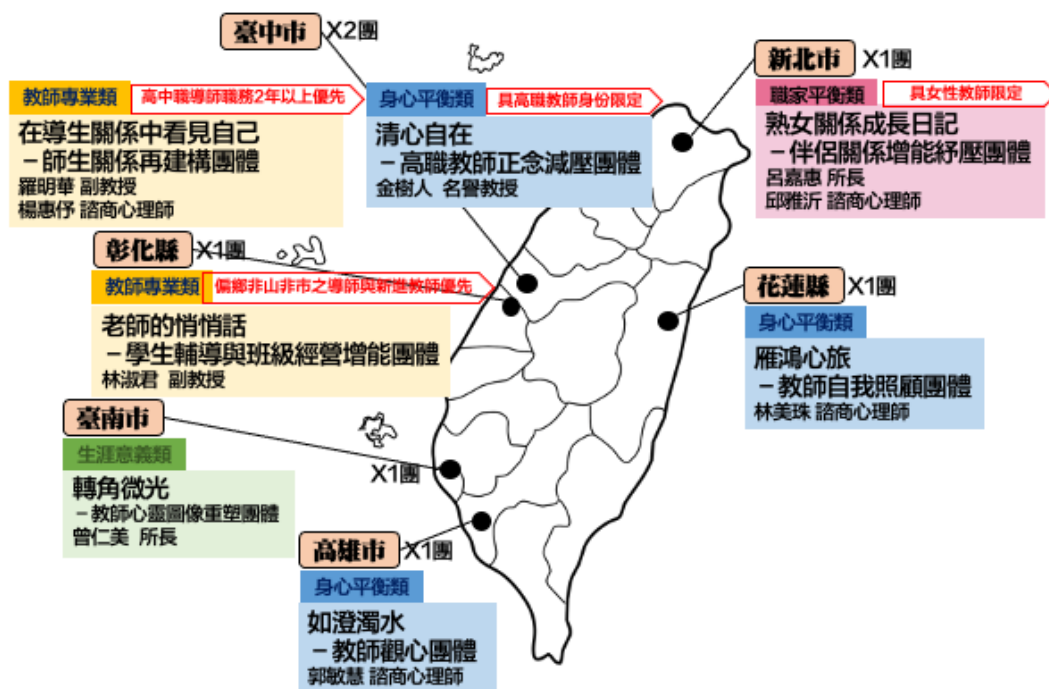 臺中市 X2團
教師專業類 高中職導師職務2年以上優先
在導生關係中看見自己
–師生關係再建構團體
羅明華 副教授
楊惠伃 諮商心理師
身心平衡類 具高職教師身份限定
清心自在
–高職教師正念減壓團體
金樹人 名譽教授
新北市 X1團
職家平衡類 具女性教師限定
熟女關係成長日記
–伴侶關係增能紓壓團體
呂嘉惠 所長
邱雅沂 諮商心理師
彰化縣 X1團
教師專業類 偏鄉非山非市之導師與新進教師優先
老師的悄悄話
–學生輔導與班級經營增能團體
林淑君 副教授
花蓮縣 X1團
身心平衡類
雁鴻心旅
–教師自我照顧團體
林美珠 諮商心理師
臺南市 X1團
生涯意義類
轉角微光
–教師心靈圖像重塑團體
曾仁美 所長
高雄市 X1團
身心平衡類
如澄濁水
–教師觀心團體
郭敏慧 諮商心理師